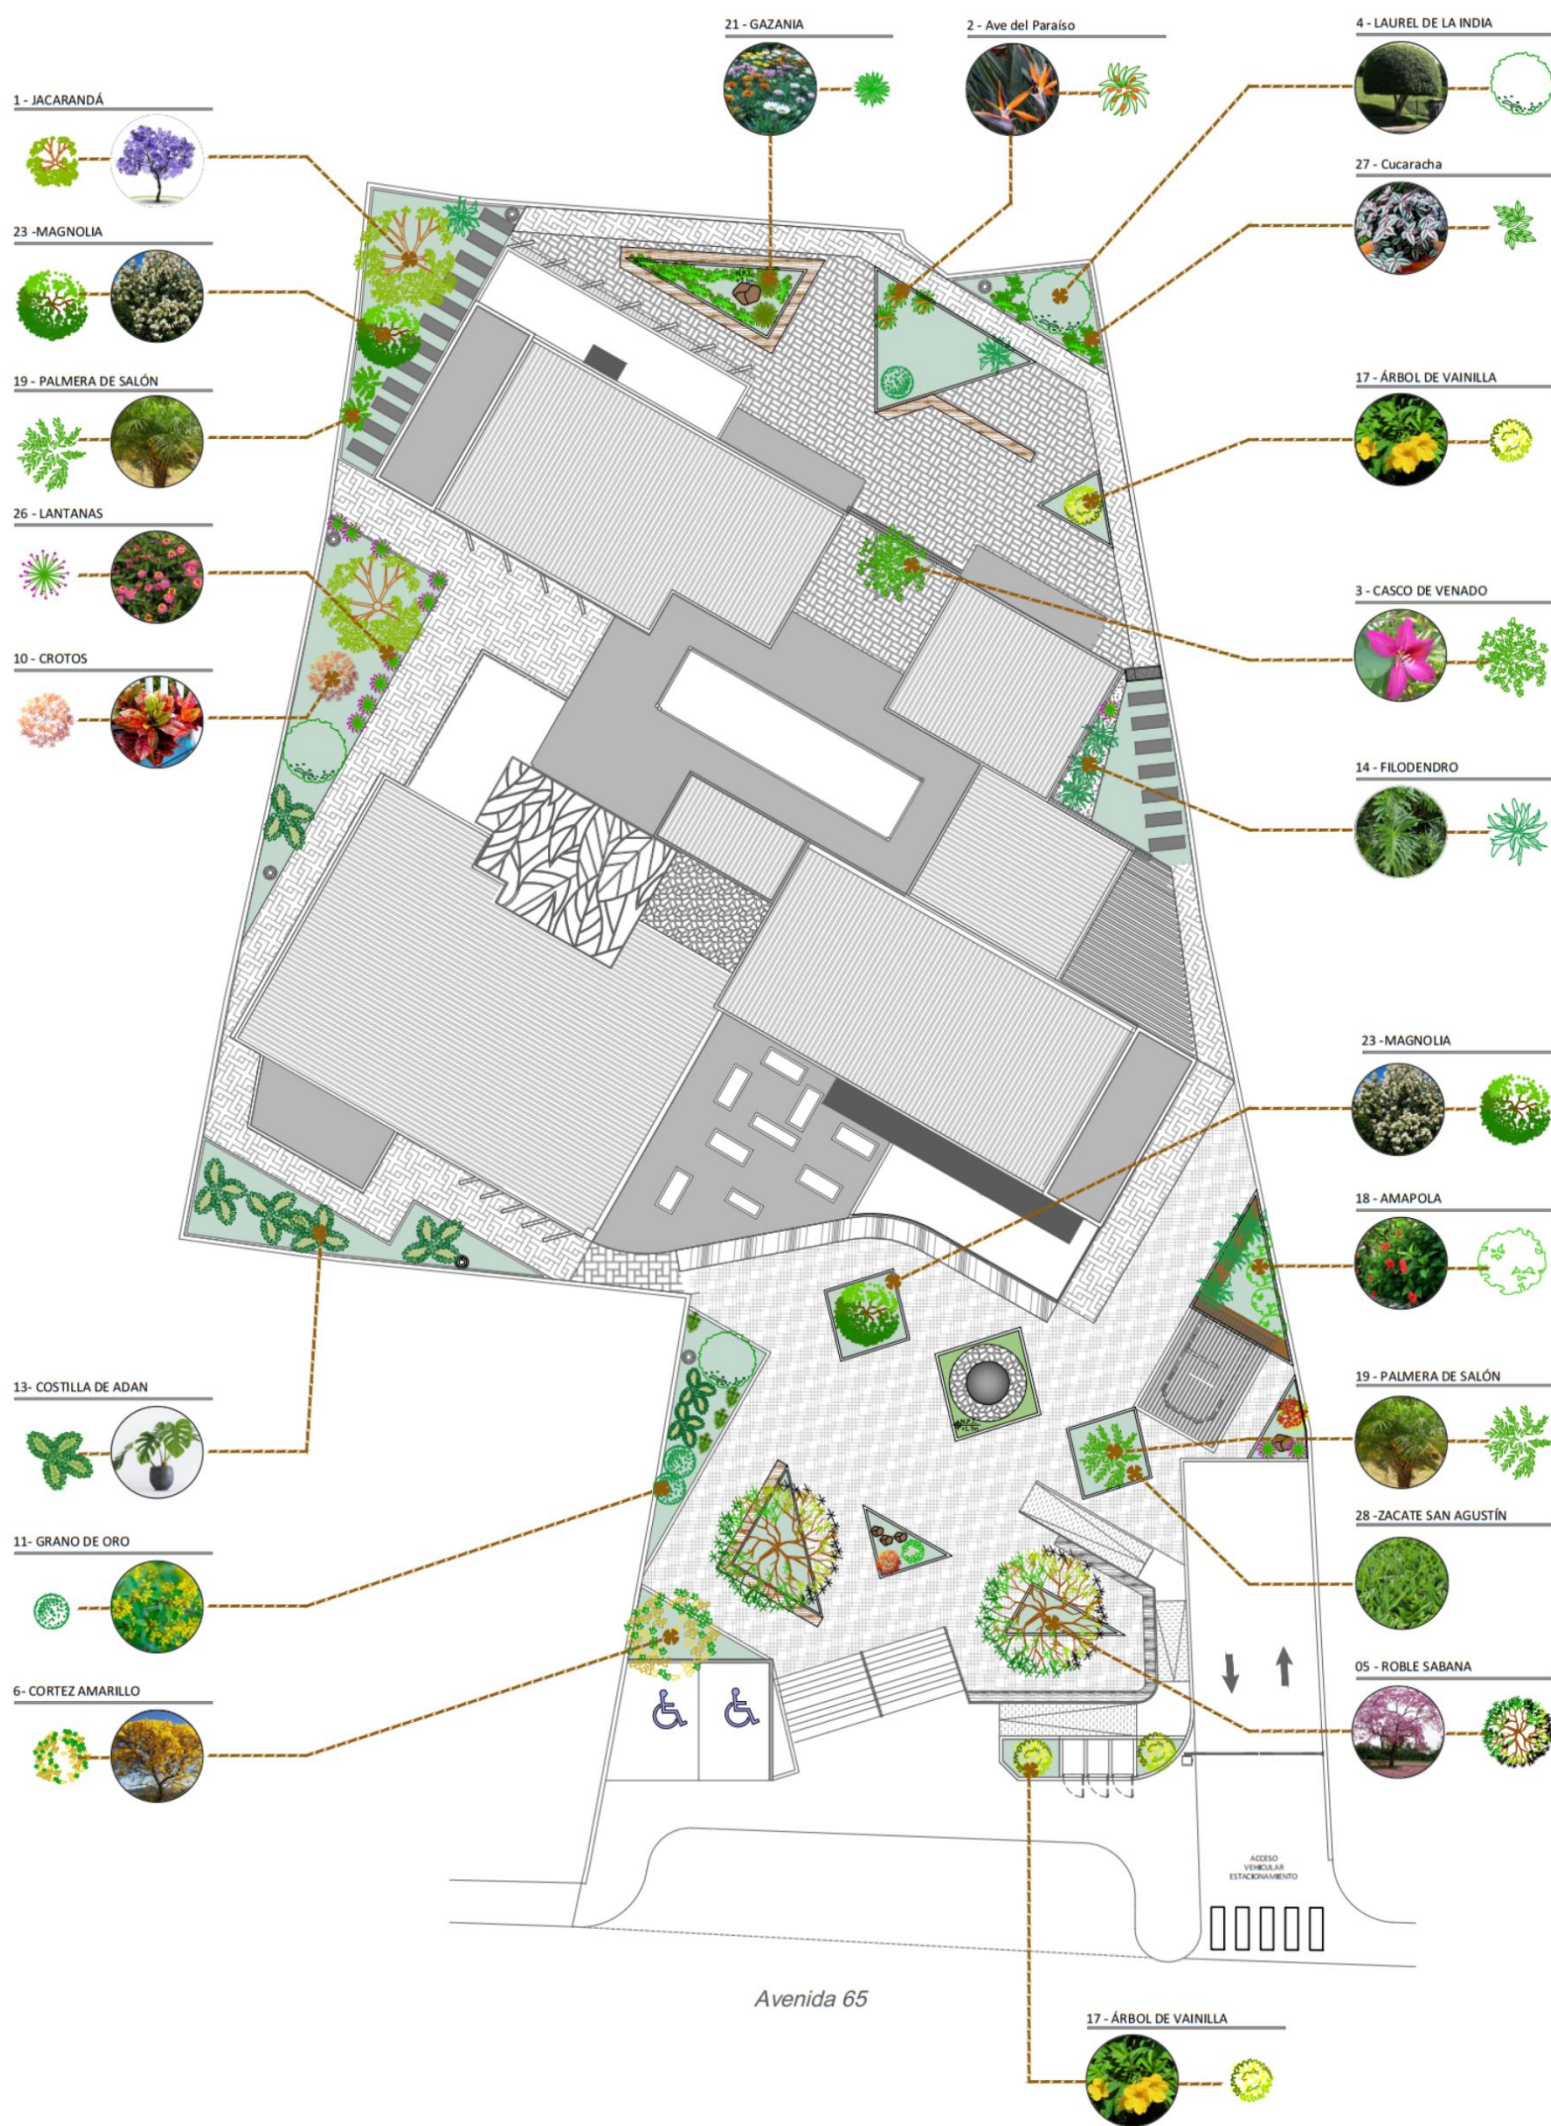 21 - GAZANIA
2 - Ave del Paraíso
4 - LAUREL DE LA INDIA
1 - JACARANDÁ
27 - Cucaracha
23 -MAGNOLIA
19 - PALMERA DE SALÓN
17 - ÁRBOL DE VAINILLA
26 - LANTANAS
3 - CASCO DE VENADO
10 - CROTOS
14 - FILODENDRO
23 -MAGNOLIA
18 - AMAPOLA
13- COSTILLA DE ADAN
19 - PALMERA DE SALÓN
28 -ZACATE SAN AGUSTÍN
11- GRANO DE ORO
05 - ROBLE SABANA
6- CORTEZ AMARILLO
ACCESO
VEHICULAR
ESTACIONAMIENTO
Avenida 65
17 - ÁRBOL DE VAINILLA